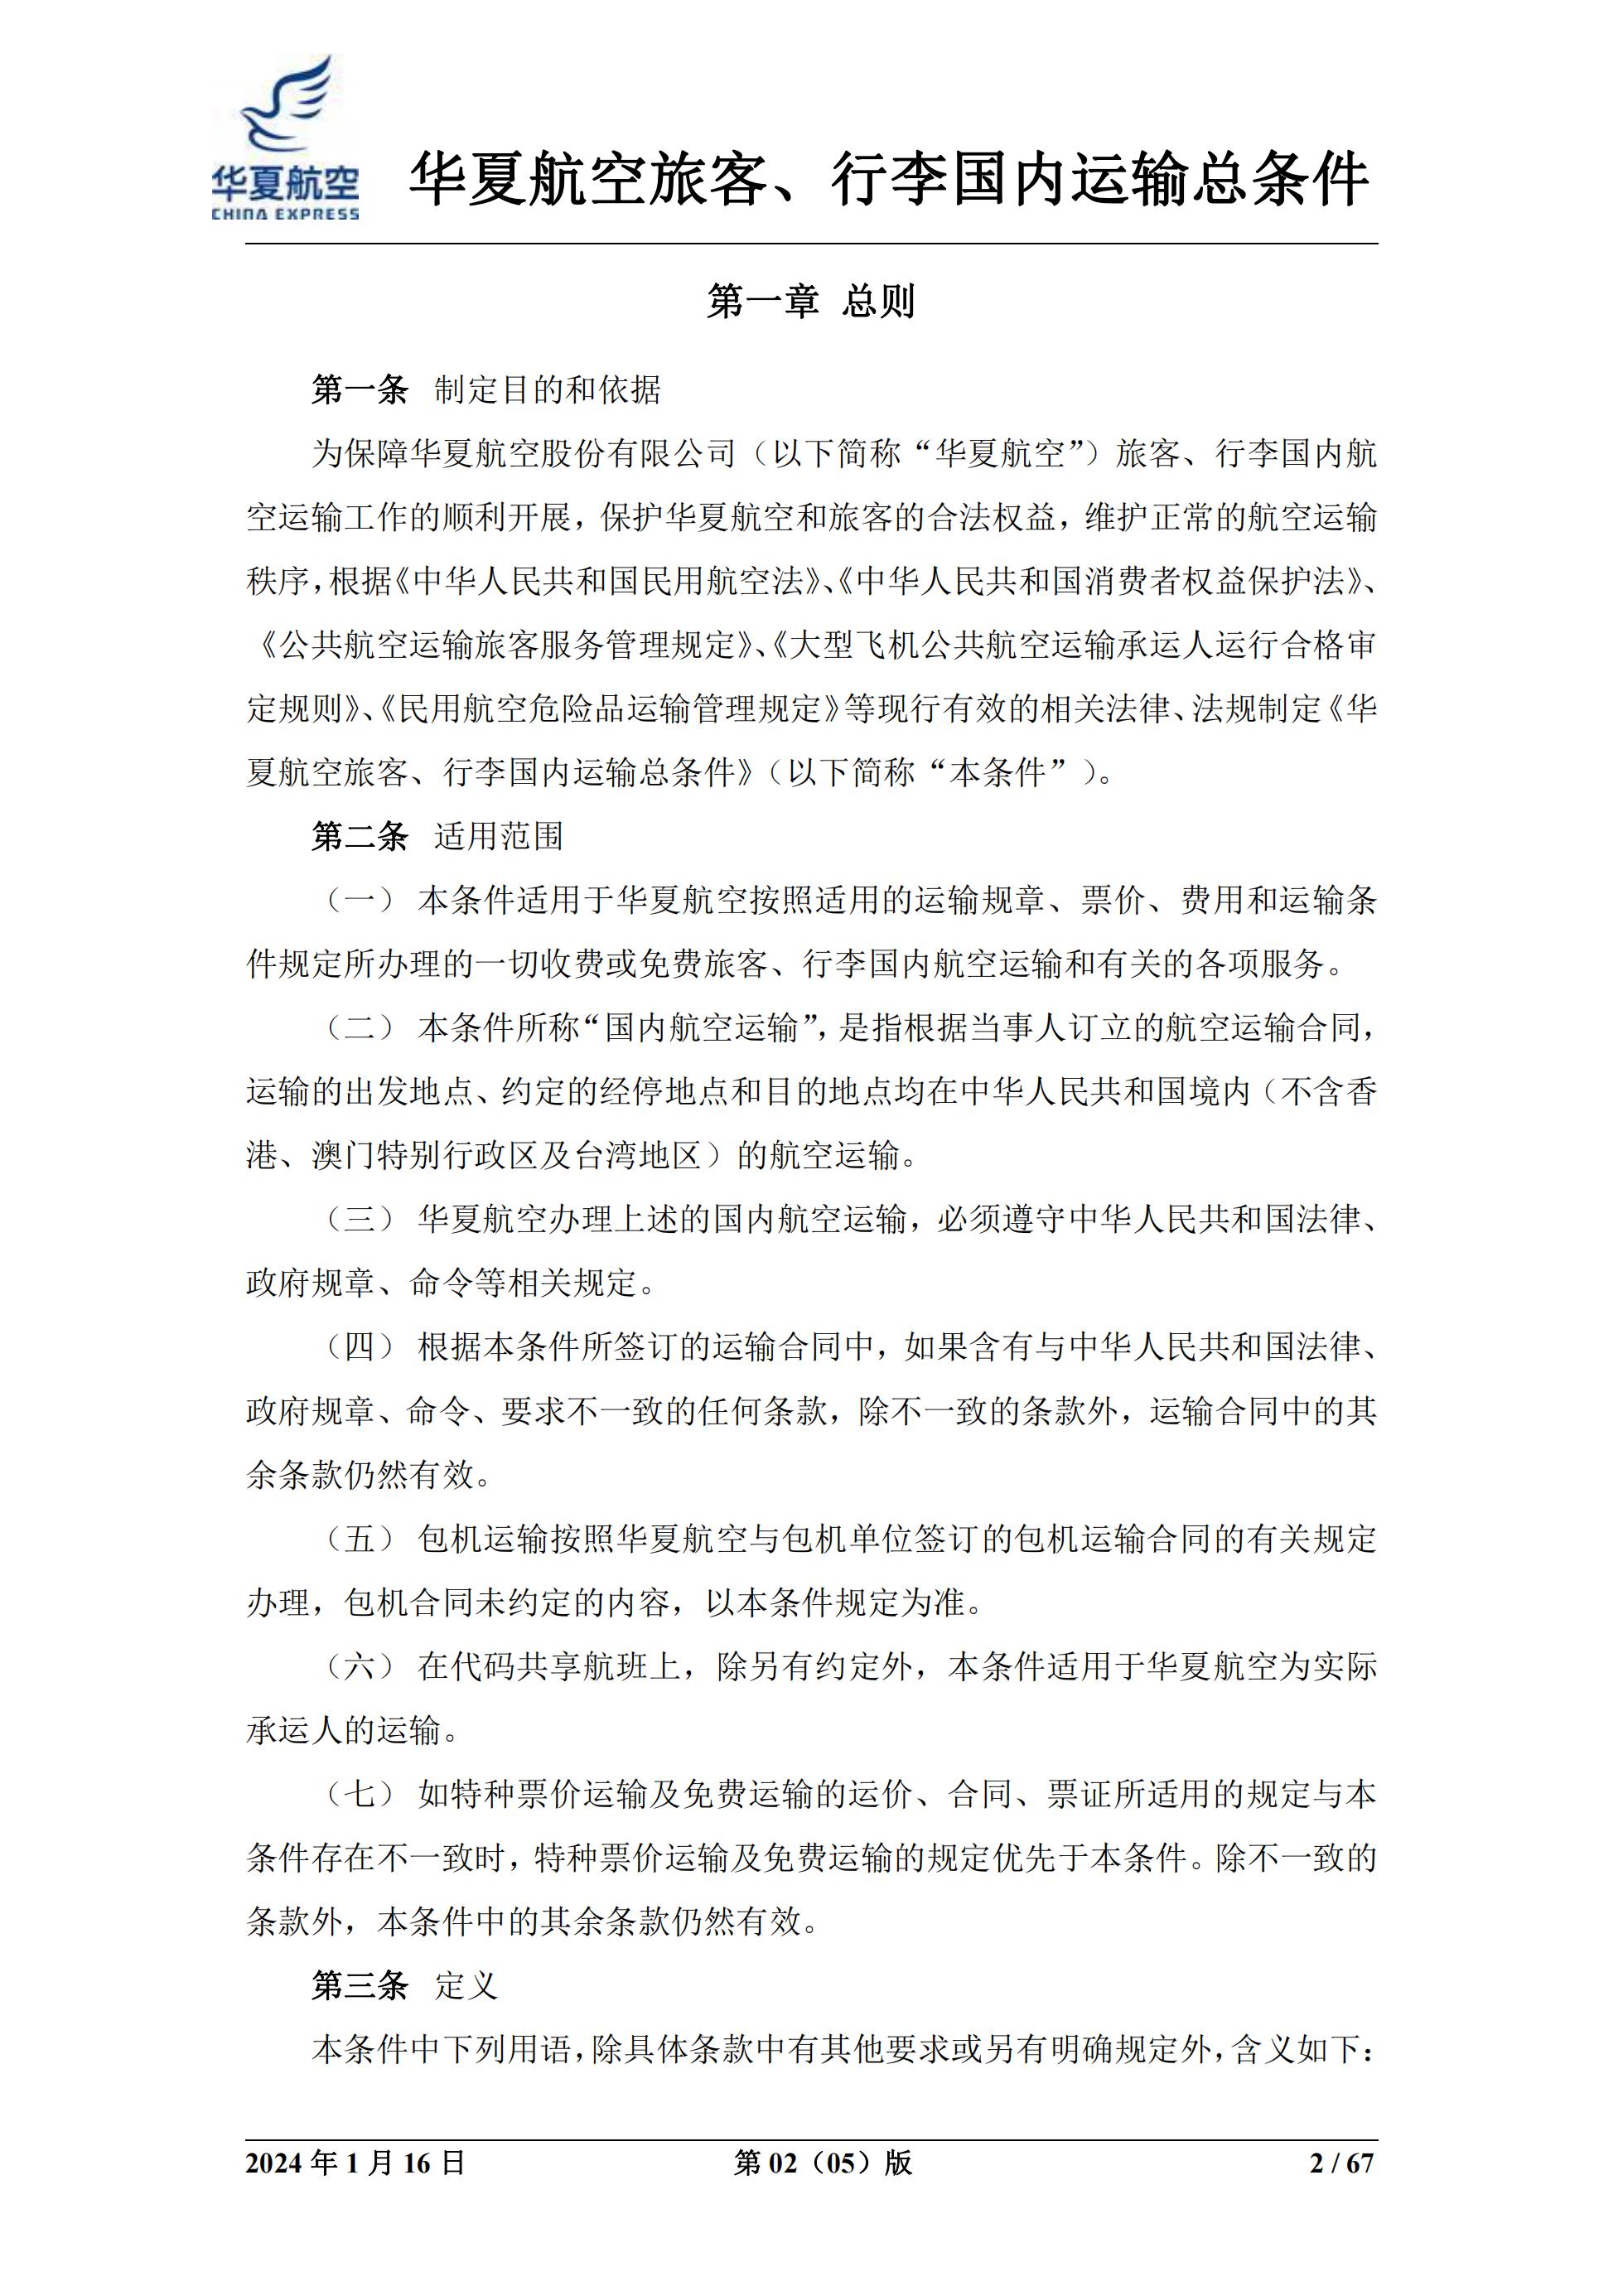 华夏航空
CHINA EXPRESS
华夏航空旅客、行李国内运输总条件
第一章 总则
第一条 制定目的和依据
为保障华夏航空股份有限公司（以下简称“华夏航空”）旅客、行李国内航
空运输工作的顺利开展，保护华夏航空和旅客的合法权益，维护正常的航空运输
秩序，根据《中华人民共和国民用航空法》、《中华人民共和国消费者权益保护法》、
《公共航空运输旅客服务管理规定》、《大型飞机公共航空运输承运人运行合格审
定规则》、《民用航空危险品运输管理规定》等现行有效的相关法律、法规制定《华
夏航空旅客、行李国内运输总条件》（以下简称“本条件”）。
第二条 适用范围
（一） 本条件适用于华夏航空按照适用的运输规章、票价、费用和运输条
件规定所办理的一切收费或免费旅客、行李国内航空运输和有关的各项服务。
（二） 本条件所称“国内航空运输”，是指根据当事人订立的航空运输合同，
运输的出发地点、约定的经停地点和目的地点均在中华人民共和国境内（不含香
港、澳门特别行政区及台湾地区）的航空运输。
（三） 华夏航空办理上述的国内航空运输，必须遵守中华人民共和国法律、
政府规章、命令等相关规定。
（四） 根据本条件所签订的运输合同中，如果含有与中华人民共和国法律、
政府规章、命令、要求不一致的任何条款，除不一致的条款外，运输合同中的其
余条款仍然有效。
（五） 包机运输按照华夏航空与包机单位签订的包机运输合同的有关规定
办理，包机合同未约定的内容，以本条件规定为准。
（六） 在代码共享航班上，除另有约定外，本条件适用于华夏航空为实际
承运人的运输。
（七） 如特种票价运输及免费运输的运价、合同、票证所适用的规定与本
条件存在不一致时，特种票价运输及免费运输的规定优先于本条件。除不一致的
条款外，本条件中的其余条款仍然有效。
第三条 定义
本条件中下列用语，除具体条款中有其他要求或另有明确规定外，含义如下：
2024 年 1 月 16 日 第 02（05）版 2 / 67